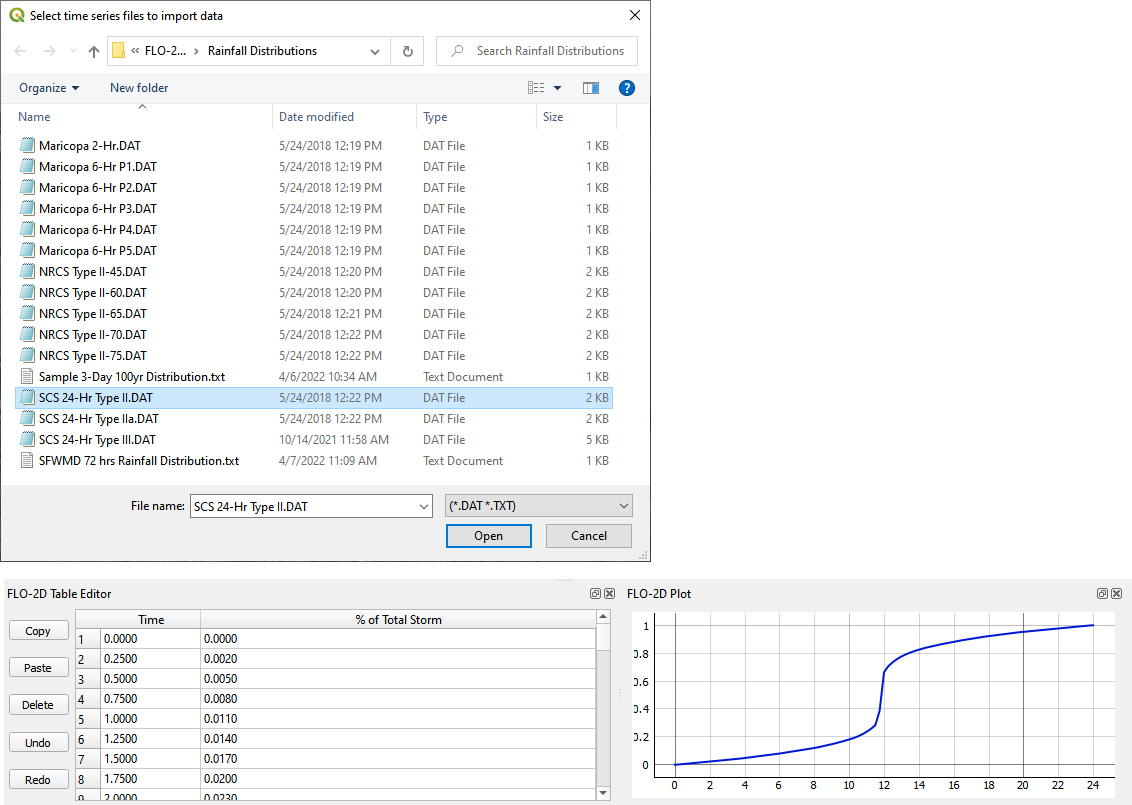 Select time series files to import data
« FLO-2... › Rainfall Distributions
Search Rainfall Distributions
Organize
New folder
?
Name Date modified Type Size
Maricopa 2-Hr.DAT 5/24/2018 12:19 PM DAT File 1 KB
Maricopa 6-Hr P1.DAT 5/24/2018 12:19 PM DAT File 1 KB
Maricopa 6-Hr P2.DAT 5/24/2018 12:19 PM DAT File 1 KB
Maricopa 6-Hr P3.DAT 5/24/2018 12:19 PM DAT File 1 KB
Maricopa 6-Hr P4.DAT 5/24/2018 12:19 PM DAT File 1 KB
Maricopa 6-Hr P5.DAT 5/24/2018 12:19 PM DAT File 1 KB
NRCS Type II-45.DAT 5/24/2018 12:20 PM DAT File 2 KB
NRCS Type II-60.DAT 5/24/2018 12:20 PM DAT File 2 KB
NRCS Type II-65.DAT 5/24/2018 12:21 PM DAT File 2 KB
NRCS Type II-70.DAT 5/24/2018 12:22 PM DAT File 2 KB
NRCS Type II-75.DAT 5/24/2018 12:22 PM DAT File 2 KB
Sample 3-Day 100yr Distribution.txt 4/6/2022 10:34 AM Text Document 1 KB
SCS 24-Hr Type II.DAT 5/24/2018 12:22 PM DAT File 2 KB
SCS 24-Hr Type IIa.DAT 5/24/2018 12:22 PM DAT File 2 KB
SCS 24-Hr Type III.DAT 10/14/2021 11:58 AM DAT File 5 KB
SFWMD 72 hrs Rainfall Distribution.txt 4/7/2022 11:09 AM Text Document 1 KB
File name: SCS 24-Hr Type II.DAT (*.DAT *.TXT)
Open Cancel
FLO-2D Table Editor
Copy
Paste
Delete
Undo
Redo
Time % of Total Storm
1 0.0000 0.0000
2 0.2500 0.0020
3 0.5000 0.0050
4 0.7500 0.0080
5 1.0000 0.0110
6 1.2500 0.0140
7 1.5000 0.0170
8 1.7500 0.0200
9 2.0000 0.0230
FLO-2D Plot
1
0.8
0.6
0.4
0.2
0
0 2 4 6 8 10 12 14 16 18 20 22 24